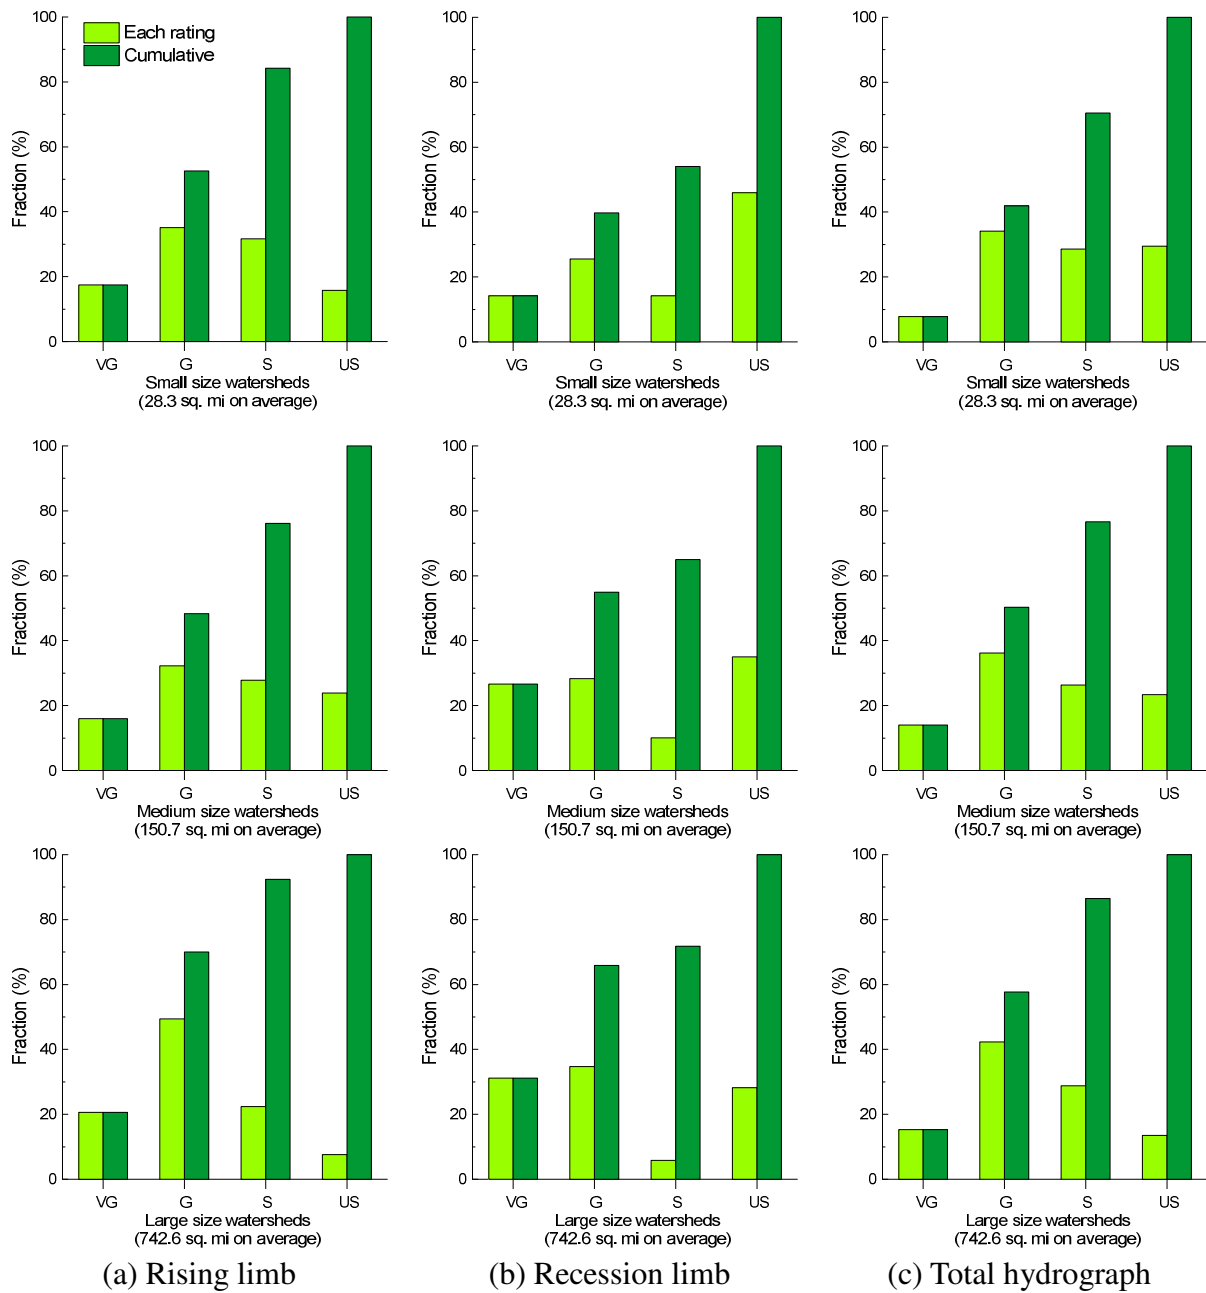 Each rating
Cumulative
Fraction (%)
100
80
60
40
20
0
VG G S US
Small size watersheds
(28.3 sq. mi on average)
Fraction (%)
100
80
60
40
20
0
VG G S US
Small size watersheds
(28.3 sq. mi on average)
Fraction (%)
100
80
60
40
20
0
VG G S US
Small size watersheds
(28.3 sq. mi on average)
Fraction (%)
100
80
60
40
20
0
VG G S US
Medium size watersheds
(150.7 sq. mi on average)
Fraction (%)
100
80
60
40
20
0
VG G S US
Medium size watersheds
(150.7 sq. mi on average)
Fraction (%)
100
80
60
40
20
0
VG G S US
Medium size watersheds
(150.7 sq. mi on average)
Fraction (%)
100
80
60
40
20
0
VG G S US
Large size watersheds
(742.6 sq. mi on average)
Fraction (%)
100
80
60
40
20
0
VG G S US
Large size watersheds
(742.6 sq. mi on average)
Fraction (%)
100
80
60
40
20
0
VG G S US
Large size watersheds
(742.6 sq. mi on average)
(a) Rising limb
(b) Recession limb
(c) Total hydrograph